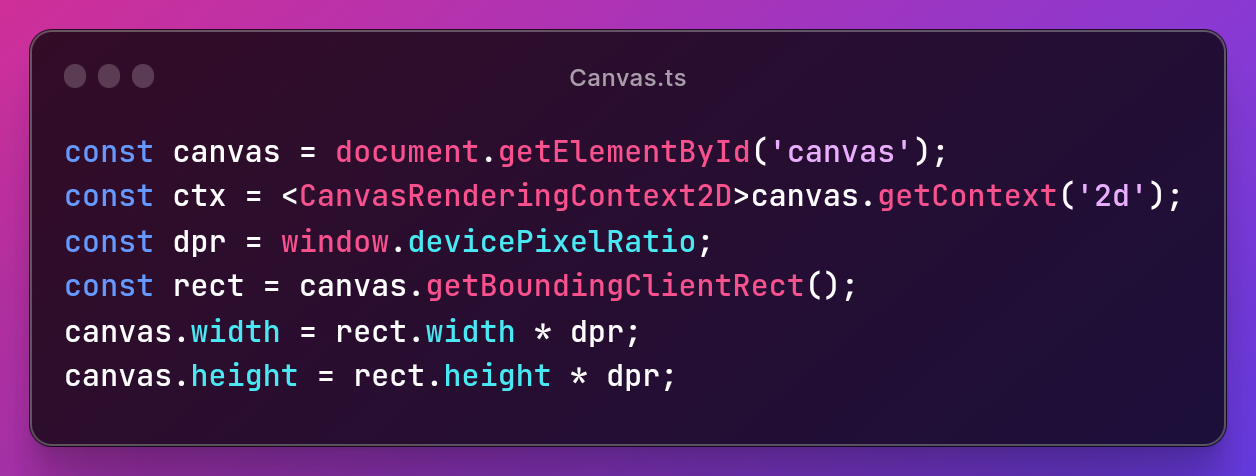 Canvas.ts
const canvas = document.getElementById('canvas');
const ctx = <CanvasRenderingContext2D>canvas.getContext('2d');
const dpr = window.devicePixelRatio;
const rect = canvas.getBoundingClientRect();
canvas.width = rect.width * dpr;
canvas.height = rect.height * dpr;